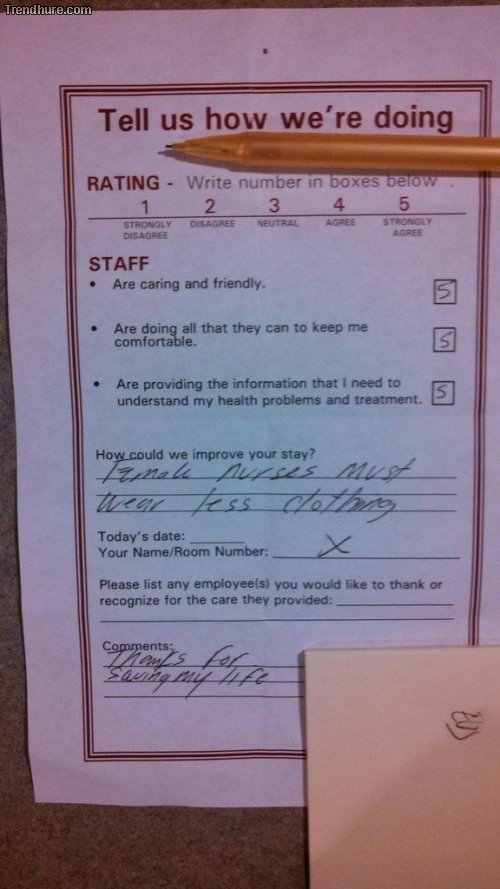 Trendhure.com
Tell us how we're doing
RATING - Write number in boxes below .
1 2 3 4 5
STRONGLY DISAGREE NEUTRAL AGREE STRONGLY
DISAGREE AGREE
STAFF
• Are caring and friendly. 5
• Are doing all that they can to keep me
comfortable. 5
• Are providing the information that I need to
understand my health problems and treatment. 5
How could we improve your stay?
Female nurses must
wear less clothing
Today's date:
Your Name/Room Number: X
Please list any employee(s) you would like to thank or
recognize for the care they provided:
Comments:
Thanks for
saving my life